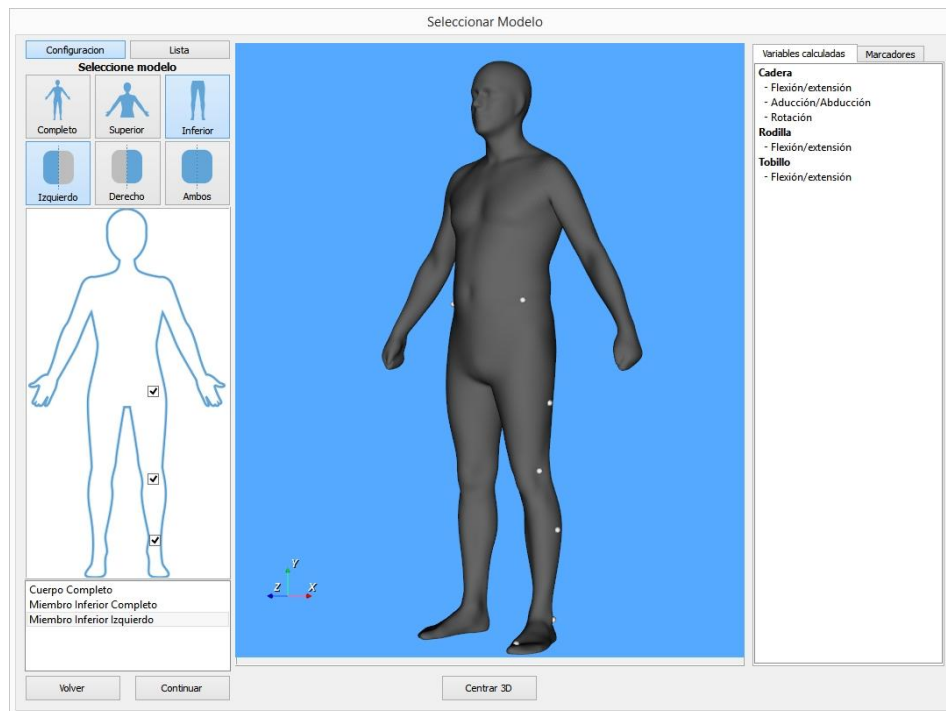 Seleccionar Modelo
Configuracion
Lista
Seleccione modelo
Completo
Superior
Inferior
Izquierdo
Derecho
Ambos
Cuerpo Completo
Miembro Inferior Completo
Miembro Inferior Izquierdo
Volver
Continuar
Y
Z
X
Centrar 3D
Variables calculadas
Marcadores
Cadera
- Flexión/extensión
- Aducción/Abducción
- Rotación
Rodilla
- Flexión/extensión
Tobillo
- Flexión/extensión